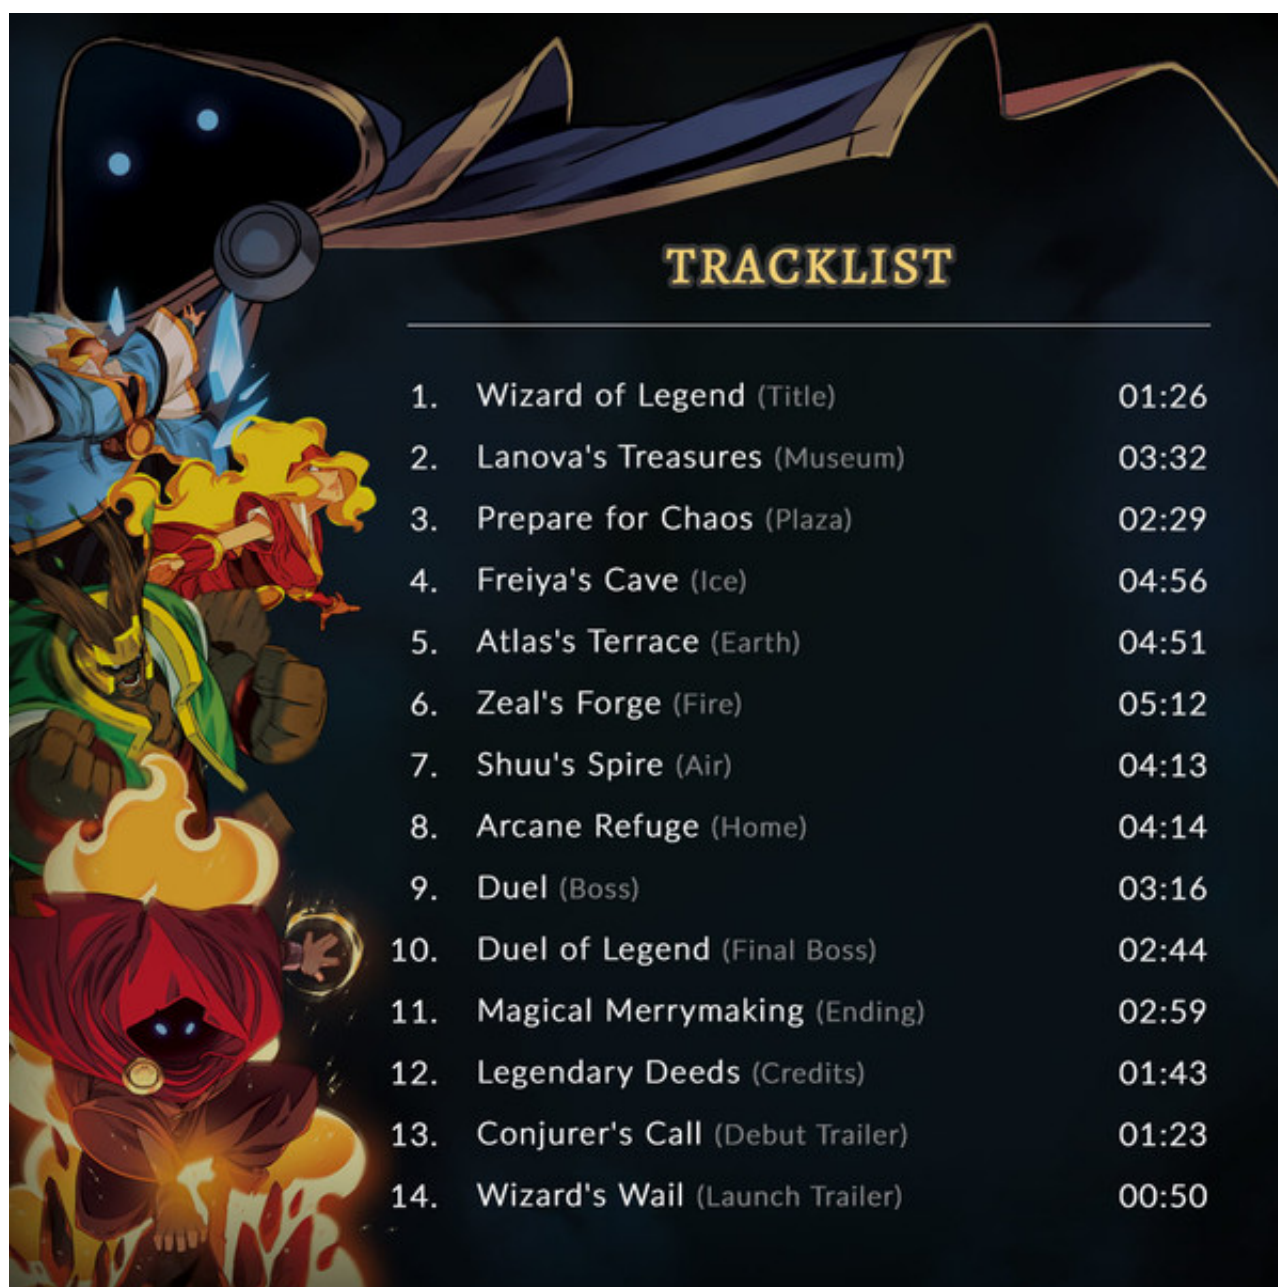 TRACKLIST
1. Wizard of Legend (Title) 01:26
2. Lanova's Treasures (Museum) 03:32
3. Prepare for Chaos (Plaza) 02:29
4. Freiya's Cave (Ice) 04:56
5. Atlas's Terrace (Earth) 04:51
6. Zeal's Forge (Fire) 05:12
7. Shuu's Spire (Air) 04:13
8. Arcane Refuge (Home) 04:14
9. Duel (Boss) 03:16
10. Duel of Legend (Final Boss) 02:44
11. Magical Merrymaking (Ending) 02:59
12. Legendary Deeds (Credits) 01:43
13. Conjurer's Call (Debut Trailer) 01:23
14. Wizard's Wail (Launch Trailer) 00:50